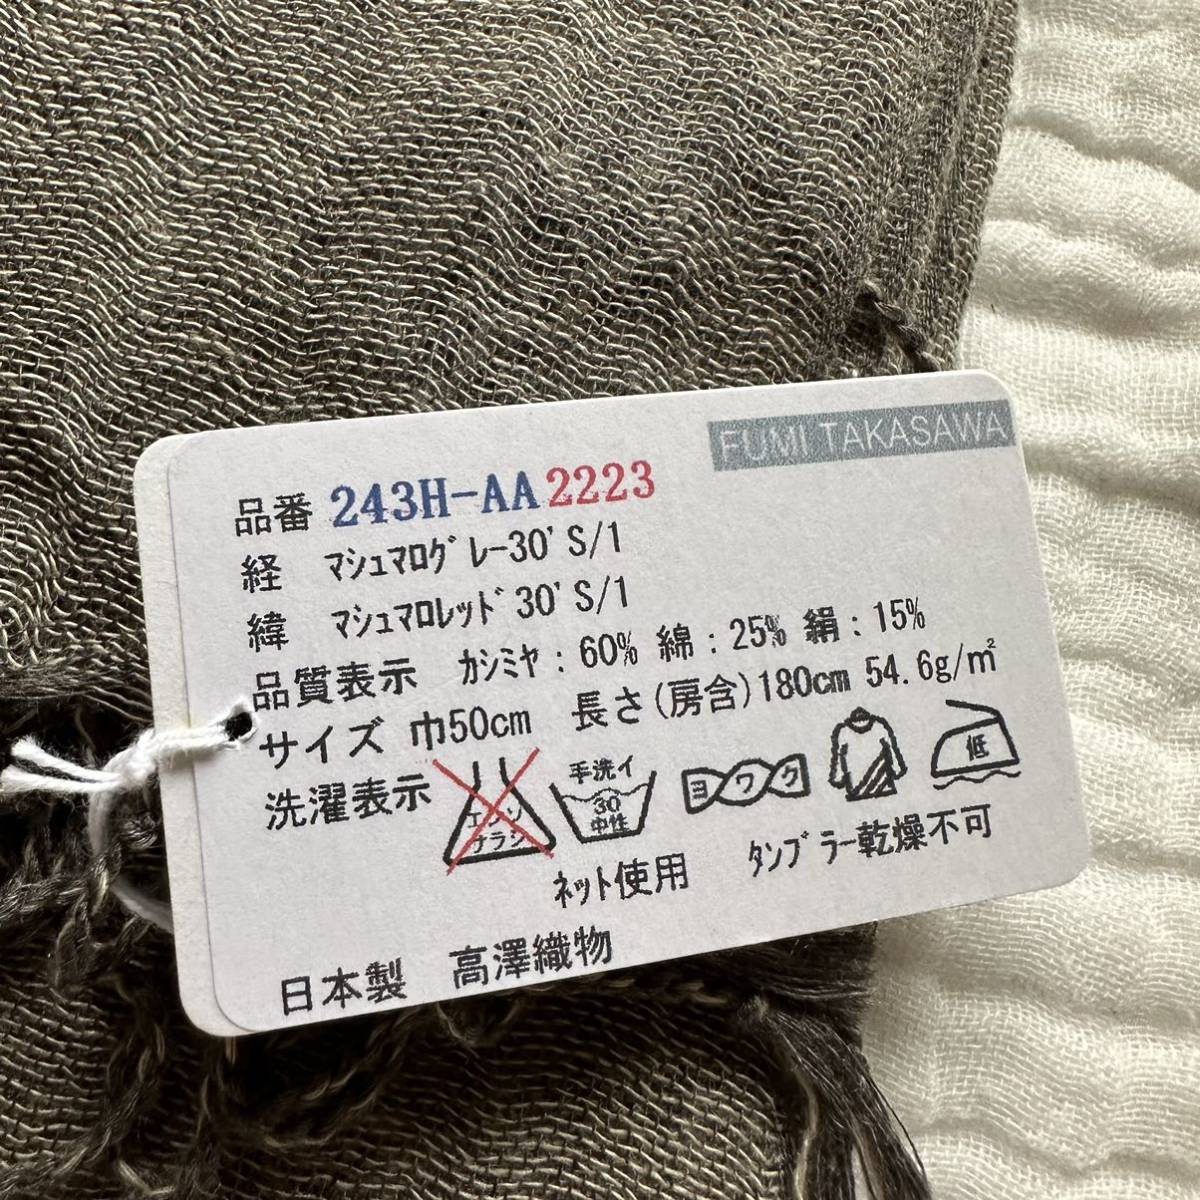 FUMI TAKASAWA
品番 243H-AA2223
経 マシュマログレー30'S/1
緯 マシュマロレッド30'S/1
品質表示 カシミヤ:60% 綿:25% 絹:15%
サイズ 巾50cm 長さ(房含)180cm 54.6g/㎡
洗濯表示 エンソ 手洗イ ヨワク 低
ナラシ 30
中性
ネット使用 タンブラー乾燥不可
日本製 高澤織物